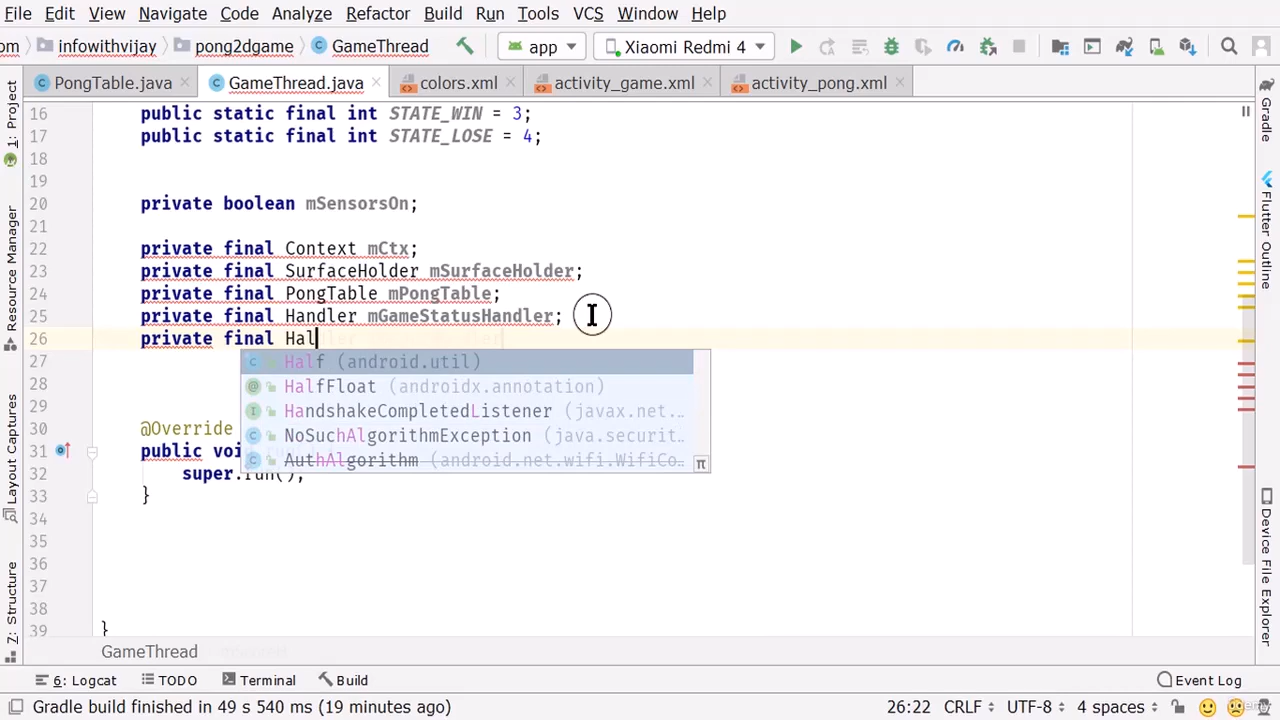 File Edit View Navigate Code Analyze Refactor Build Run Tools VCS Window Help
om infowithvijay pong2dgame GameThread app Xiaomi Redmi 4
PongTable.java GameThread.java colors.xml activity_game.xml activity_pong.xml
16 public static final int STATE_WIN = 3;
17 public static final int STATE_LOSE = 4;
18
19
20 private boolean mSensorsOn;
21
22 private final Context mCtx;
23 private final SurfaceHolder mSurfaceHolder;
24 private final PongTable mPongTable;
25 private final Handler mGameStatusHandler;
26 private final Hal
27 Half (android.util)
28 HalfFloat (androidx.annotation)
29 HandshakeCompletedListener (javax.net...
30 @Override NoSuchAlgorithmException (java.securit...
31 public voi AuthAlgorithm (android.net.wifi.WifiCo...
32 super.run();
33 }
34
35
36
37
38
39 }
GameThread
1: Project
Resource Manager
Layout Captures
7: Structure
Gradle
Flutter Outline
Device File Explorer
6: Logcat TODO Terminal Build Event Log
Gradle build finished in 49 s 540 ms (19 minutes ago) 26:22 CRLF UTF-8 4 spaces